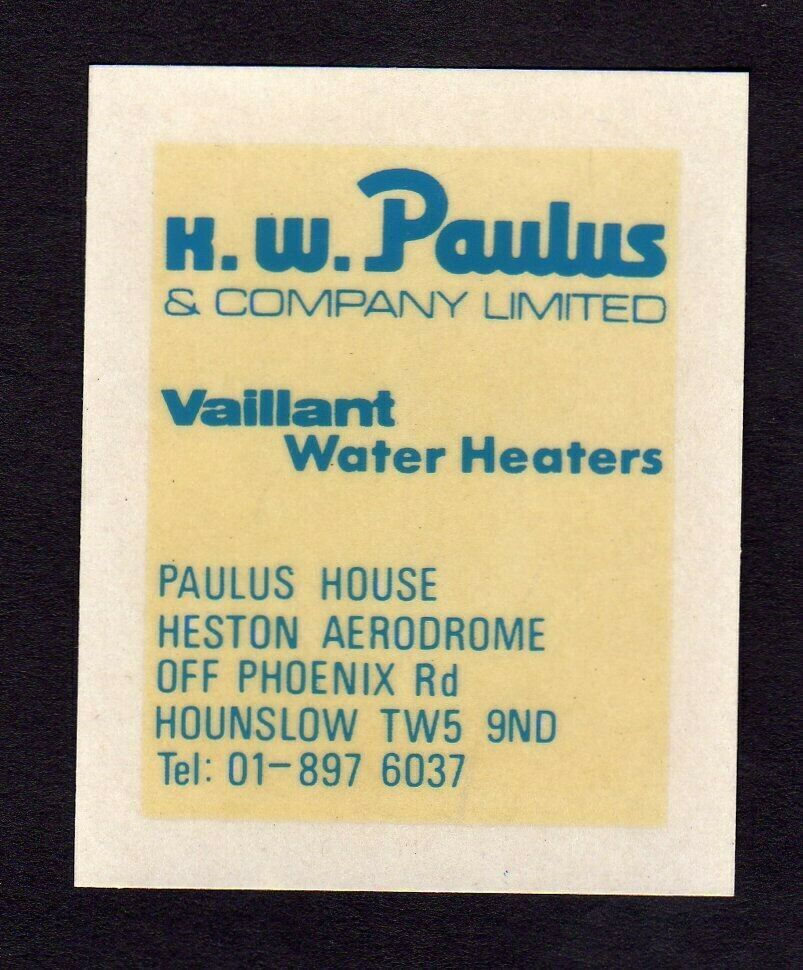 K. W. Paulus
& COMPANY LIMITED
Vaillant
Water Heaters
PAULUS HOUSE
HESTON AERODROME
OFF PHOENIX Rd
HOUNSLOW TW5 9ND
Tel: 01-897 6037